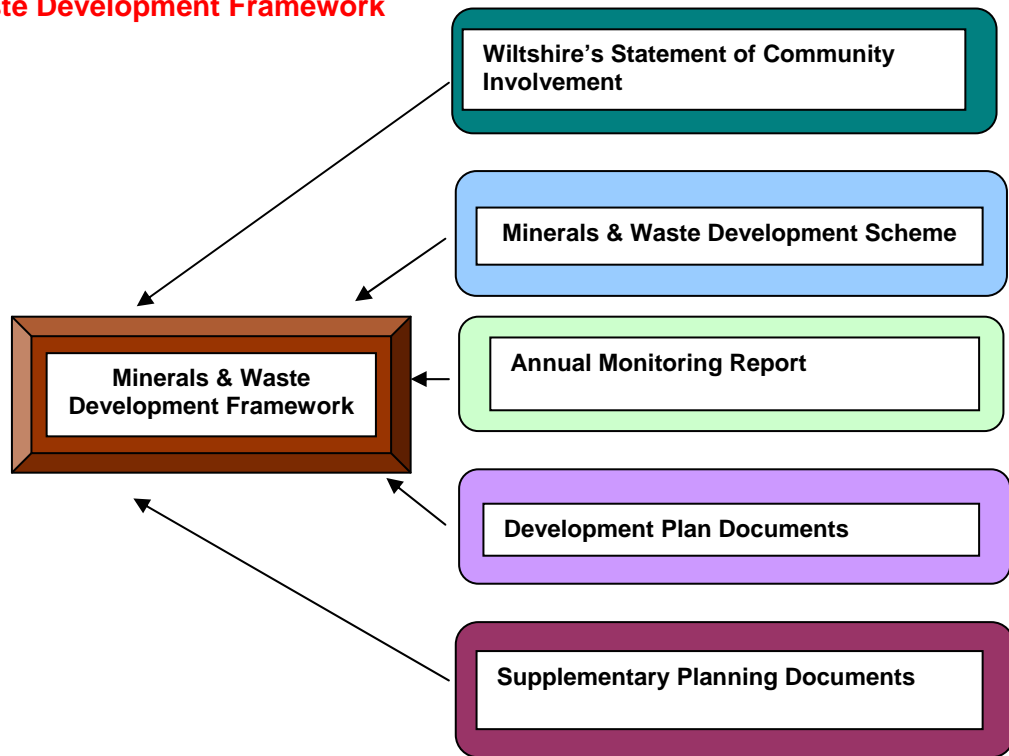 ste Development Framework
Wiltshire's Statement of Community
Involvement
Minerals & Waste Development Scheme
Annual Monitoring Report
Minerals & Waste
Development Framework
Development Plan Documents
Supplementary Planning Documents